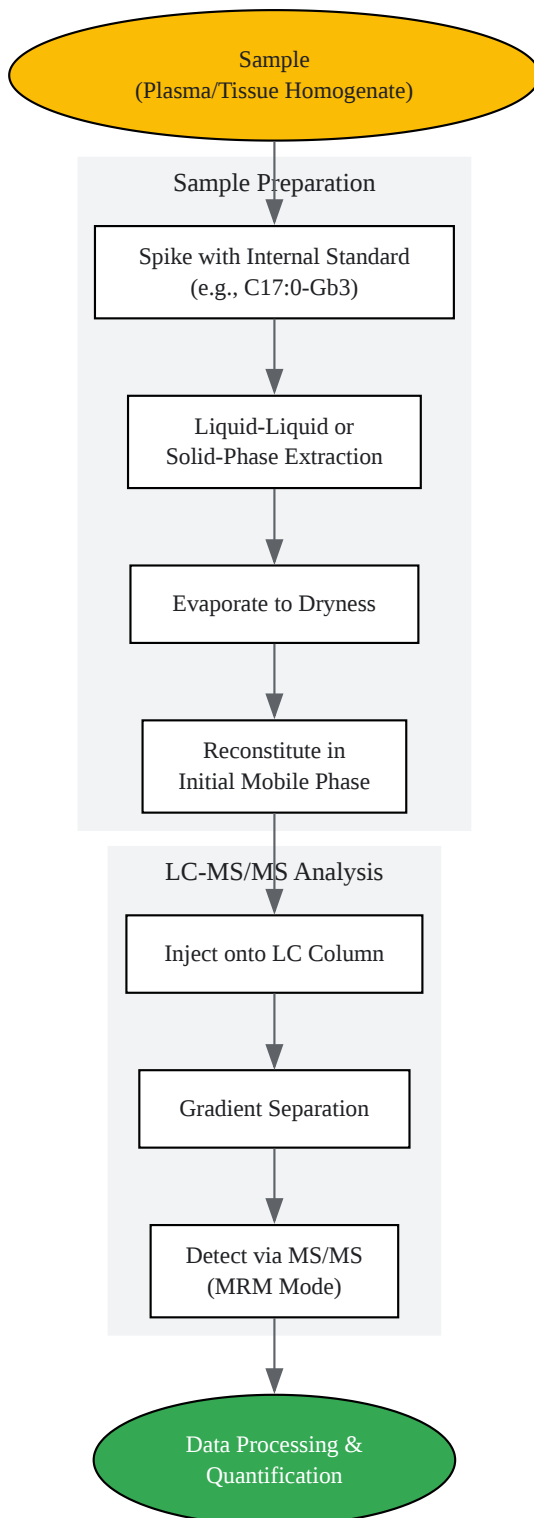 Sample
(Plasma/Tissue Homogenate)
Sample Preparation
Spike with Internal Standard
(e.g., C17:0-Gb3)
Liquid-Liquid or
Solid-Phase Extraction
Evaporate to Dryness
Reconstitute in
Initial Mobile Phase
LC-MS/MS Analysis
Inject onto LC Column
Gradient Separation
Detect via MS/MS
(MRM Mode)
Data Processing &
Quantification